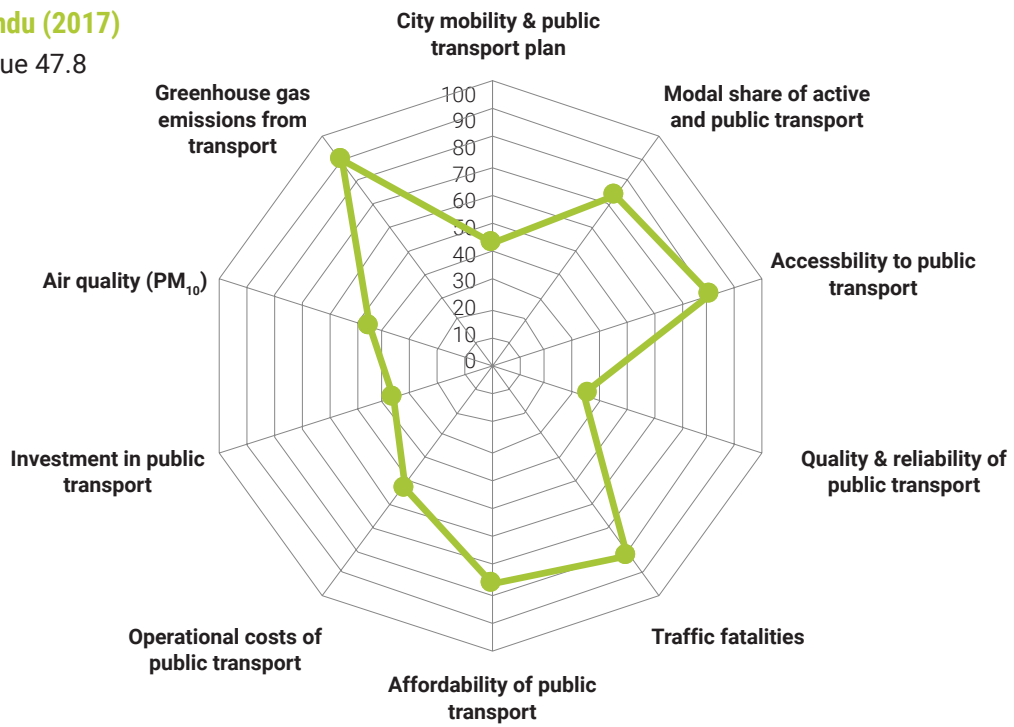 ndu (2017)
ue 47.8
City mobility & public
transport plan
Greenhouse gas
emissions from
transport
Modal share of active
and public transport
100
90
80
70
60
50
40
30
20
10
0
Air quality (PM10)
Accessbility to public
transport
Investment in public
transport
Quality & reliability of
public transport
Operational costs of
public transport
Traffic fatalities
Affordability of public
transport